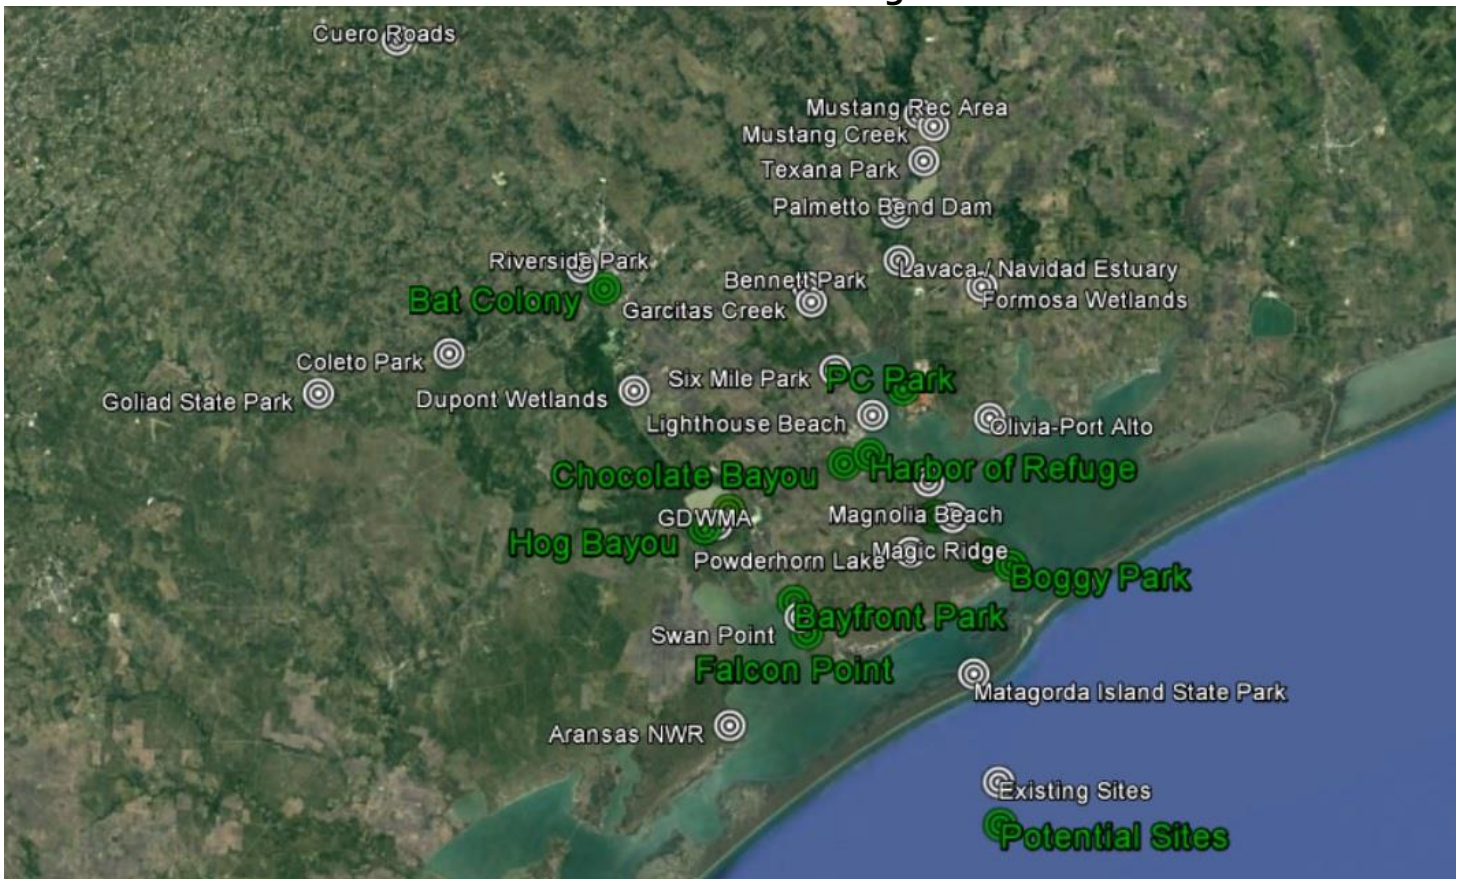 Cuero Roads
Mustang Rec Area
Mustang Creek
Texana Park
Palmetto Bend Dam
Riverside Park
Lavaca / Navidad Estuary
Bennett Park
Bat Colony
Formosa Wetlands
Garcitas Creek
Coleto Park
Six Mile Park
PC Park
Goliad State Park
Dupont Wetlands
Lighthouse Beach
Olivia-Port Alto
Chocolate Bayou
Harbor of Refuge
GDWMA
Magnolia Beach
Hog Bayou
Magic Ridge
Powderhorn Lake
Boggy Park
Bayfront Park
Swan Point
Falcon Point
Matagorda Island State Park
Aransas NWR
Existing Sites
Potential Sites